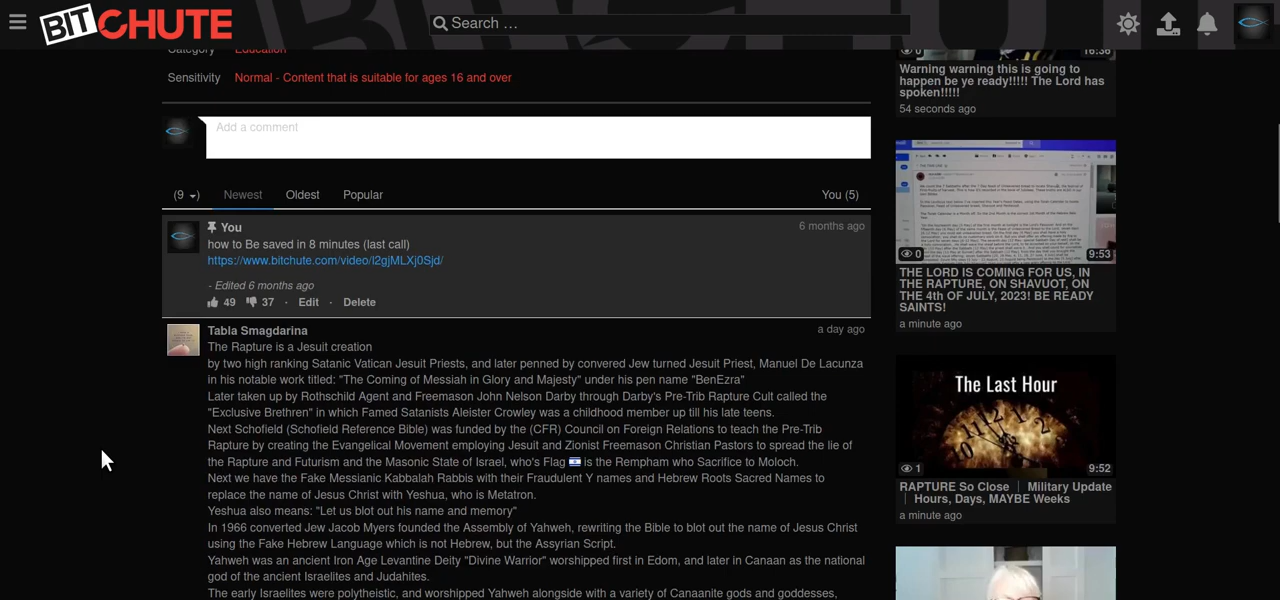 BITCHUTE
Search …
Category Education
Sensitivity Normal - Content that is suitable for ages 16 and over
Add a comment
(9 ) Newest Oldest Popular You (5)
You 6 months ago
how to Be saved in 8 minutes (last call)
https://www.bitchute.com/video/l2gjMLXj0Sjd/
- Edited 6 months ago
49 37 · Edit · Delete
Tabla Smagdarina a day ago
The Rapture is a Jesuit creation
by two high ranking Satanic Vatican Jesuit Priests, and later penned by convered Jew turned Jesuit Priest, Manuel De Lacunza
in his notable work titled: "The Coming of Messiah in Glory and Majesty" under his pen name "BenEzra"
Later taken up by Rothschild Agent and Freemason John Nelson Darby through Darby's Pre-Trib Rapture Cult called the
"Exclusive Brethren" in which Famed Satanists Aleister Crowley was a childhood member up till his late teens.
Next Schofield (Schofield Reference Bible) was funded by the (CFR) Council on Foreign Relations to teach the Pre-Trib
Rapture by creating the Evangelical Movement employing Jesuit and Zionist Freemason Christian Pastors to spread the lie of
the Rapture and Futurism and the Masonic State of Israel, who's Flag 🇮🇱 is the Rempham who Sacrifice to Moloch.
Next we have the Fake Messianic Kabbalah Rabbis with their Fraudulent Y names and Hebrew Roots Sacred Names to
replace the name of Jesus Christ with Yeshua, who is Metatron.
Yeshua also means: "Let us blot out his name and memory"
In 1966 converted Jew Jacob Myers founded the Assembly of Yahweh, rewriting the Bible to blot out the name of Jesus Christ
using the Fake Hebrew Language which is not Hebrew, but the Assyrian Script.
Yahweh was an ancient Iron Age Levantine Deity "Divine Warrior" worshipped first in Edom, and later in Canaan as the national
god of the ancient Israelites and Judahites.
The early Israelites were polytheistic, and worshipped Yahweh alongside with a variety of Canaanite gods and goddesses,
0 16:36
Warning warning this is going to
happen be ye ready!!!!! The Lord has
spoken!!!!!
54 seconds ago
0 9:53
THE LORD IS COMING FOR US, IN
THE RAPTURE, ON SHAVUOT, ON
THE 4th OF JULY, 2023! BE READY
SAINTS!
a minute ago
The Last Hour
1 9:52
RAPTURE So Close | Military Update
| Hours, Days, MAYBE Weeks
a minute ago